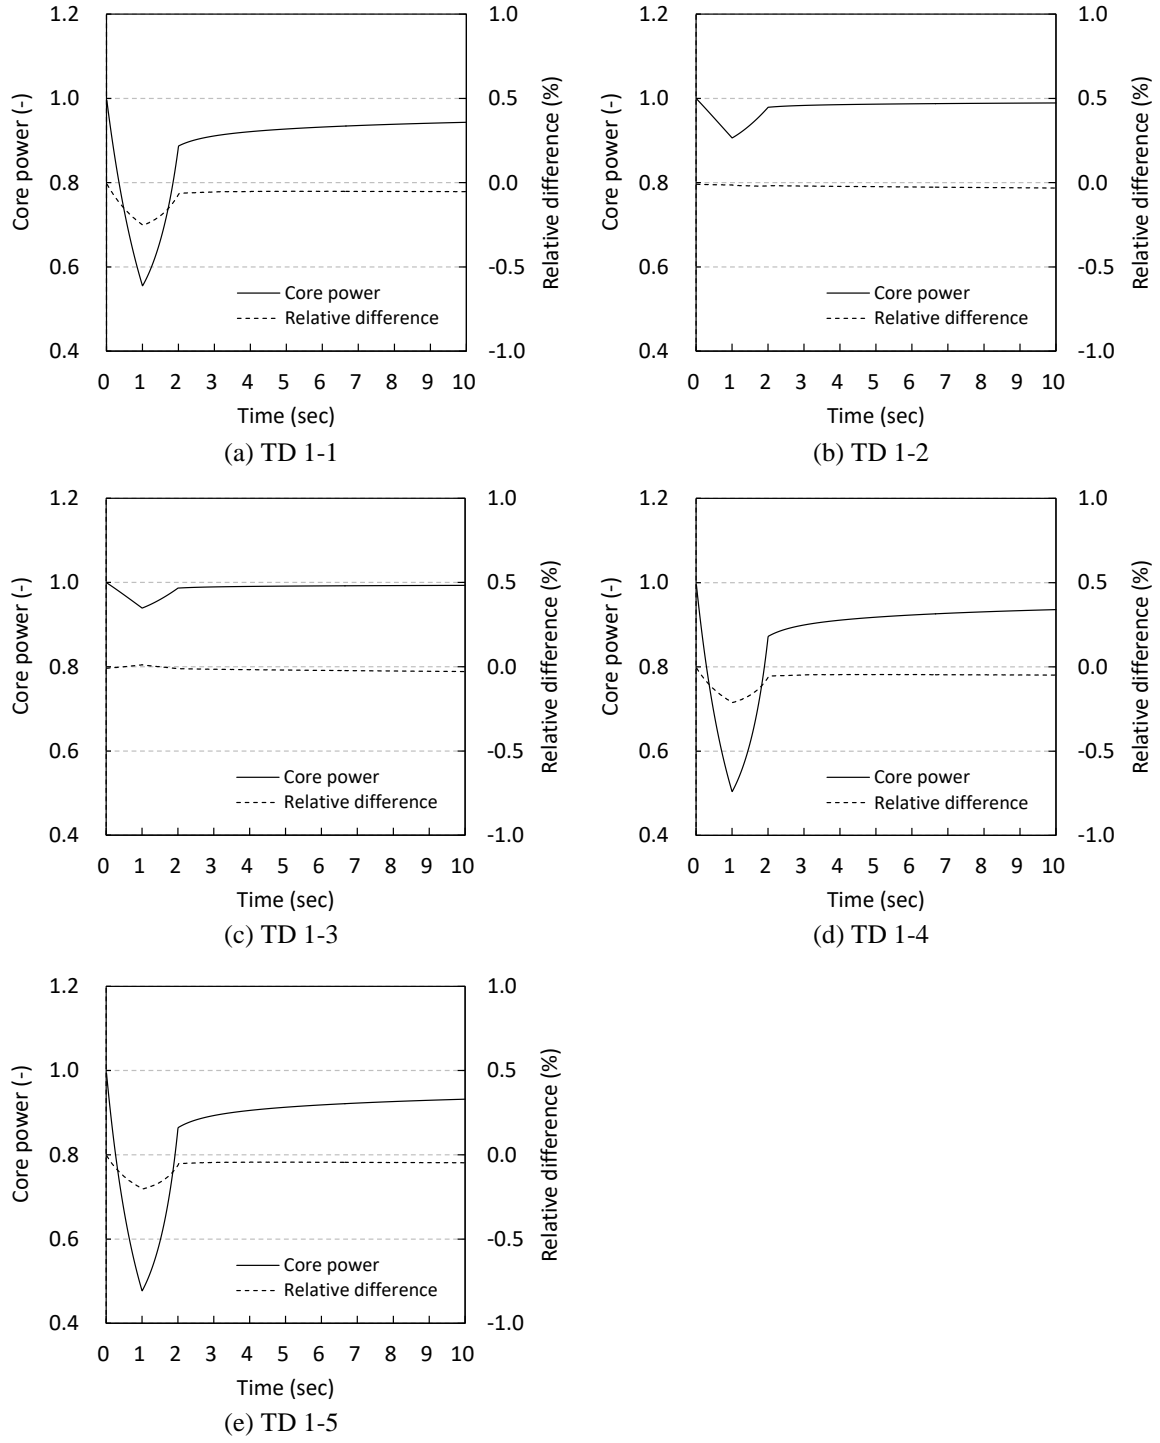 1.2
1.0
0.8
0.6
0.4
Core power (-)
1.0
0.5
0.0
-0.5
-1.0
Relative difference (%)
Core power
Relative difference
0 1 2 3 4 5 6 7 8 9 10
Time (sec)
(a) TD 1-1
1.2
1.0
0.8
0.6
0.4
Core power (-)
1.0
0.5
0.0
-0.5
-1.0
Relative difference (%)
Core power
Relative difference
0 1 2 3 4 5 6 7 8 9 10
Time (sec)
(b) TD 1-2
1.2
1.0
0.8
0.6
0.4
Core power (-)
1.0
0.5
0.0
-0.5
-1.0
Relative difference (%)
Core power
Relative difference
0 1 2 3 4 5 6 7 8 9 10
Time (sec)
(c) TD 1-3
1.2
1.0
0.8
0.6
0.4
Core power (-)
1.0
0.5
0.0
-0.5
-1.0
Relative difference (%)
Core power
Relative difference
0 1 2 3 4 5 6 7 8 9 10
Time (sec)
(d) TD 1-4
1.2
1.0
0.8
0.6
0.4
Core power (-)
1.0
0.5
0.0
-0.5
-1.0
Relative difference (%)
Core power
Relative difference
0 1 2 3 4 5 6 7 8 9 10
Time (sec)
(e) TD 1-5